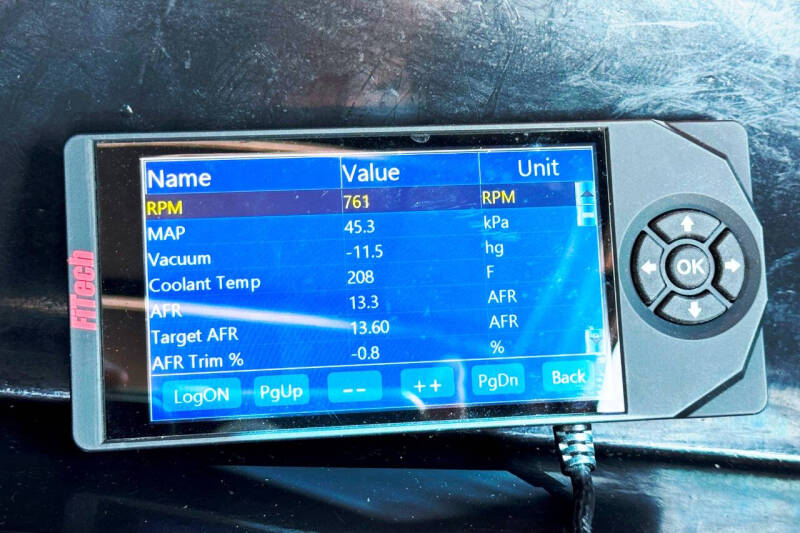 Name Value Unit
RPM 761 RPM
MAP 45.3 kPa
Vacuum -11.5 hg
Coolant Temp 208 F
AFR 13.3 AFR
Target AFR 13.60 AFR
AFR Trim % -0.8 %
LogON PgUp -- ++ PgDn Back
FiTech
OK